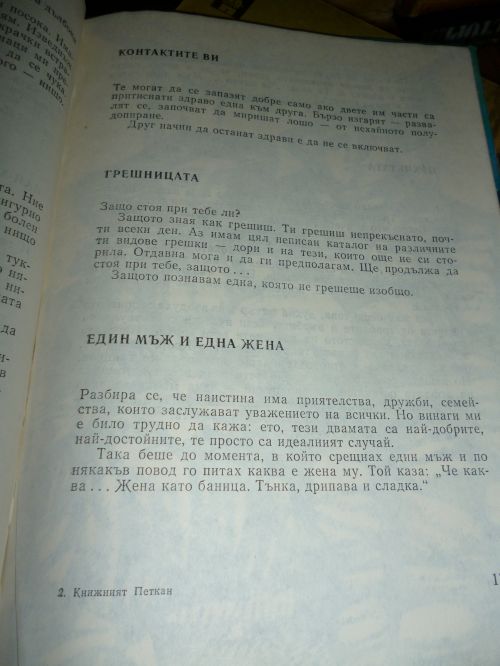 а дълбоки
посока. Има
КОНТАКТИТЕ ВИ
Те могат да се запазят добре само ако двете им части са
притиснати здраво една към друга. Бързо изгарят — разва-
лят се, започват да миришат лошо — от нехайното полу-
допиране.
Друг начин да останат здрави е да не се включват.
ГРЕШНИЦАТА
Защо стоя при тебе ли?
Защото зная как грешиш. Ти грешиш непрекъснато, поч-
ти всеки ден. Аз имам цял неписан каталог на различните
ти видове грешки — дори и на тези, които още не си сто-
рила. Отдавна мога и да ги предполагам. Ще продължа да
стоя при тебе, защото . . .
Защото познавам една, която не грешеше изобщо.
ЕДИН МЪЖ И ЕДНА ЖЕНА
Разбира се, че наистина има приятелства, дружби, семей-
ства, които заслужават уважението на всички. Но винаги ми
е било трудно да кажа: ето, тези двамата са най-добрите,
най-достойните, те просто са идеалният случай.
Така беше до момента, в който срещнах един мъж и по
някакъв повод го питах каква е жена му. Той каза: „Че как-
ва . . . Жена като баница. Тънка, дрипава и сладка.“
2. Книжният Петкан